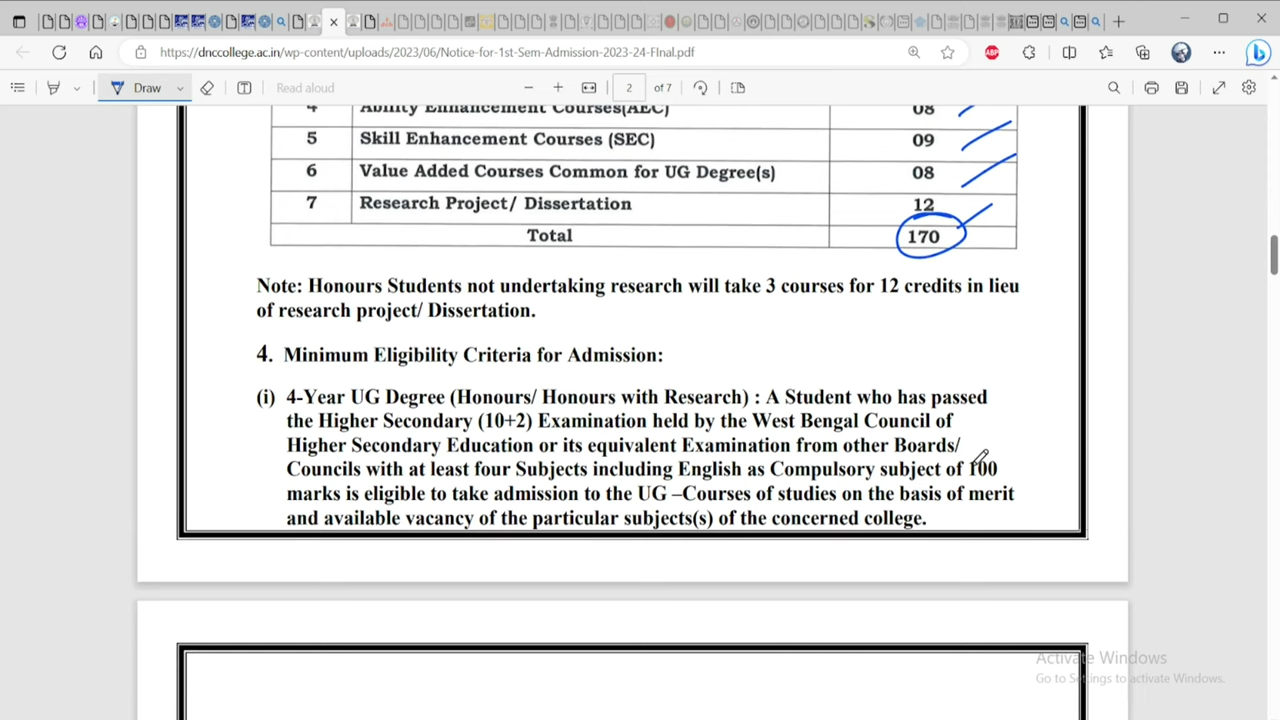 https://dnccollege.ac.in/wp-content/uploads/2023/06/Notice-for-1st-Sem-Admission-2023-24-FInal.pdf
Draw
Read aloud
2
of 7
4 Ability Enhancement Courses(AEC) 08
5 Skill Enhancement Courses (SEC) 09
6 Value Added Courses Common for UG Degree(s) 08
7 Research Project/ Dissertation 12
Total 170
Note: Honours Students not undertaking research will take 3 courses for 12 credits in lieu
of research project/ Dissertation.
4. Minimum Eligibility Criteria for Admission:
(i) 4-Year UG Degree (Honours/ Honours with Research) : A Student who has passed
the Higher Secondary (10+2) Examination held by the West Bengal Council of
Higher Secondary Education or its equivalent Examination from other Boards/
Councils with at least four Subjects including English as Compulsory subject of 100
marks is eligible to take admission to the UG –Courses of studies on the basis of merit
and available vacancy of the particular subjects(s) of the concerned college.
Activate Windows
Go to Settings to activate Windows.